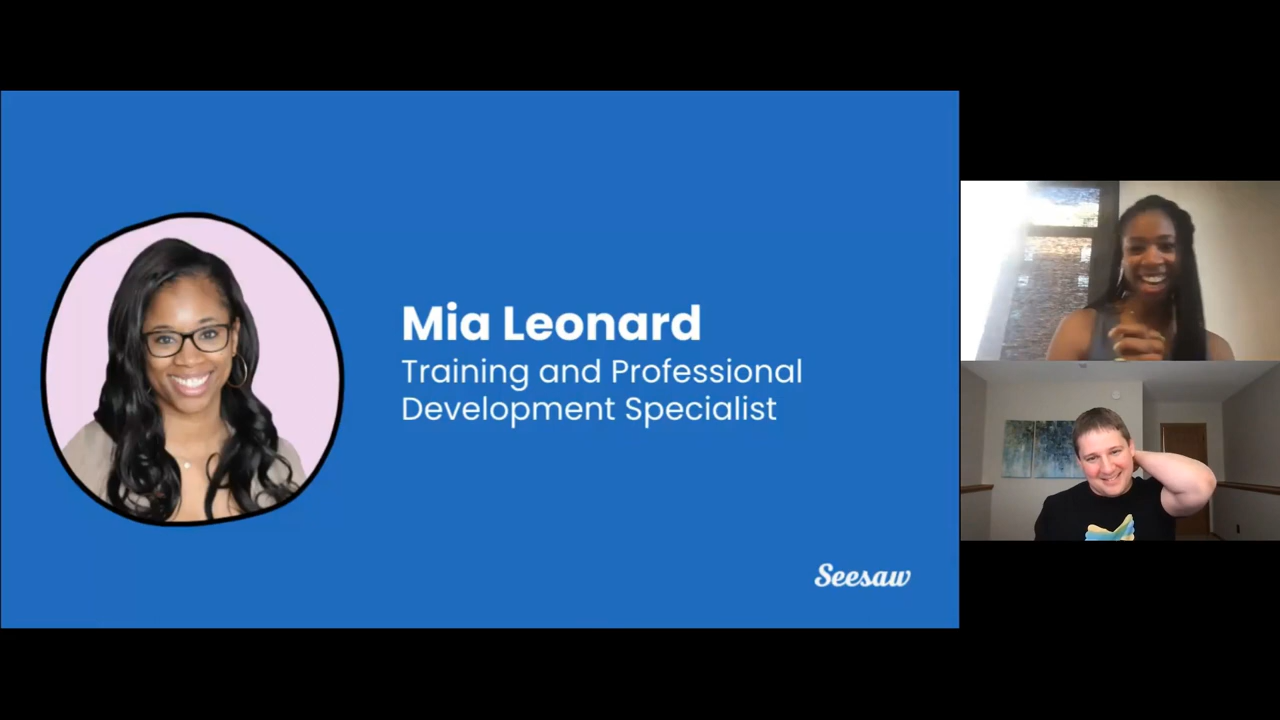 Mia Leonard
Training and Professional
Development Specialist
Seesaw